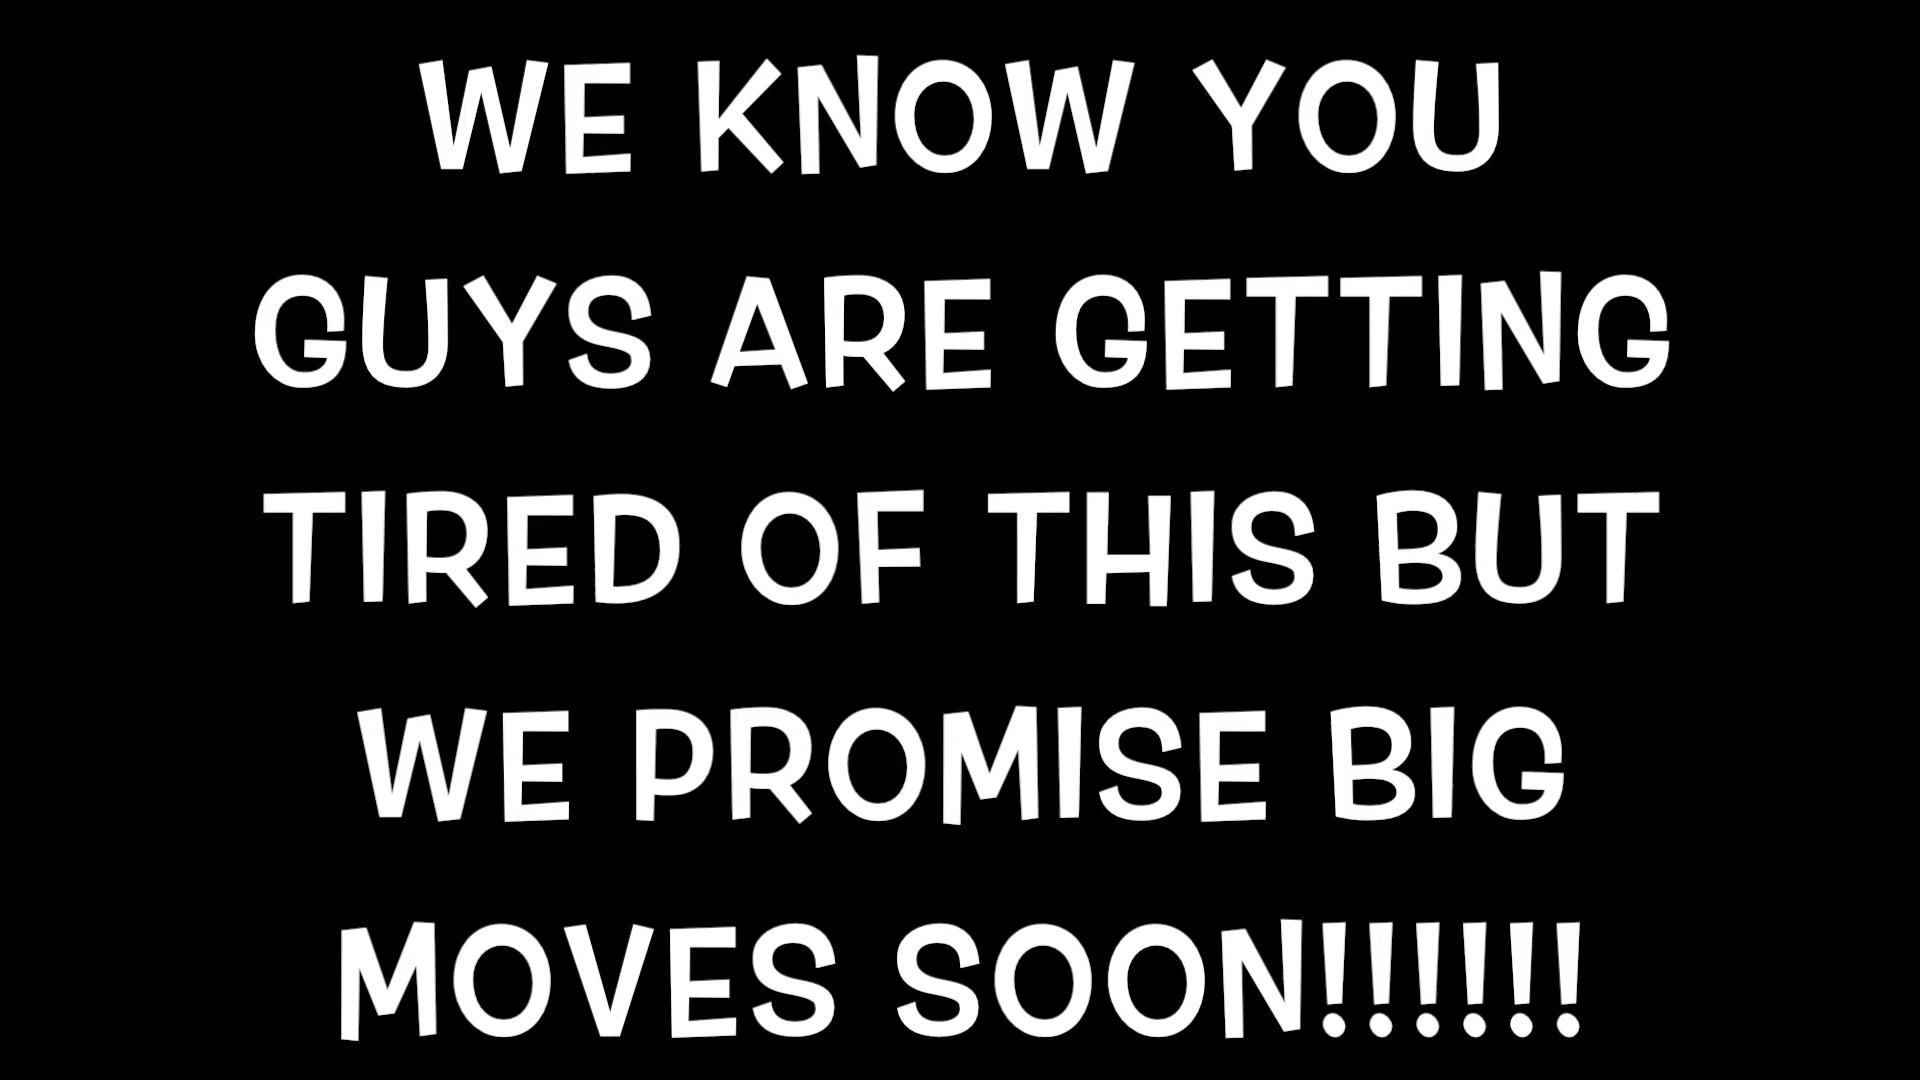 WE KNOW YOU
GUYS ARE GETTING
TIRED OF THIS BUT
WE PROMISE BIG
MOVES SOON!!!!!!